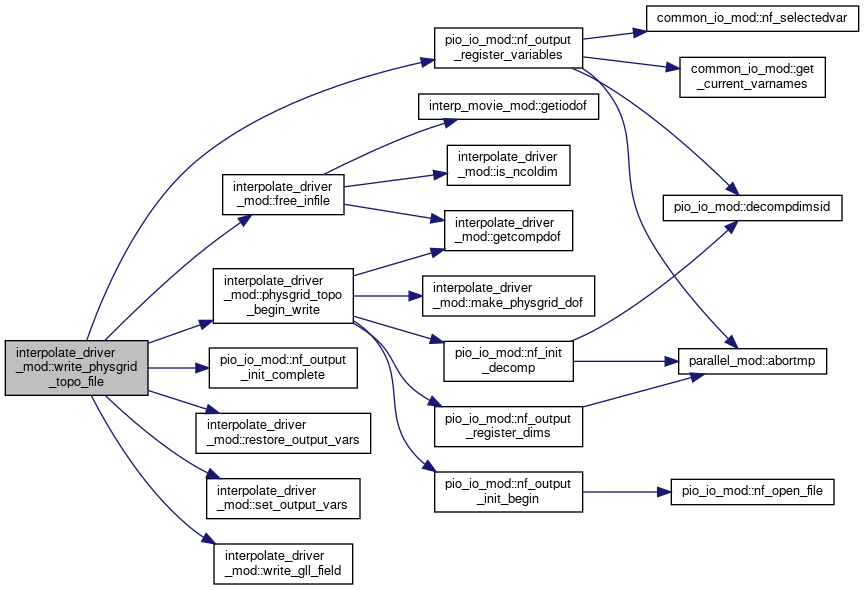 interpolate_driver
_mod::write_physgrid
_topo_file
pio_io_mod::nf_output
_register_variables
interpolate_driver
_mod::free_infile
interpolate_driver
_mod::physgrid_topo
_begin_write
pio_io_mod::nf_output
_init_complete
interpolate_driver
_mod::restore_output_vars
interpolate_driver
_mod::set_output_vars
interpolate_driver
_mod::write_gll_field
common_io_mod::nf_selectedvar
common_io_mod::get
_current_varnames
interp_movie_mod::getiodof
interpolate_driver
_mod::is_ncoldim
interpolate_driver
_mod::getcompdof
interpolate_driver
_mod::make_physgrid_dof
pio_io_mod::nf_init
_decomp
pio_io_mod::nf_output
_register_dims
pio_io_mod::nf_output
_init_begin
pio_io_mod::decompdimsid
parallel_mod::abortmp
pio_io_mod::nf_open_file